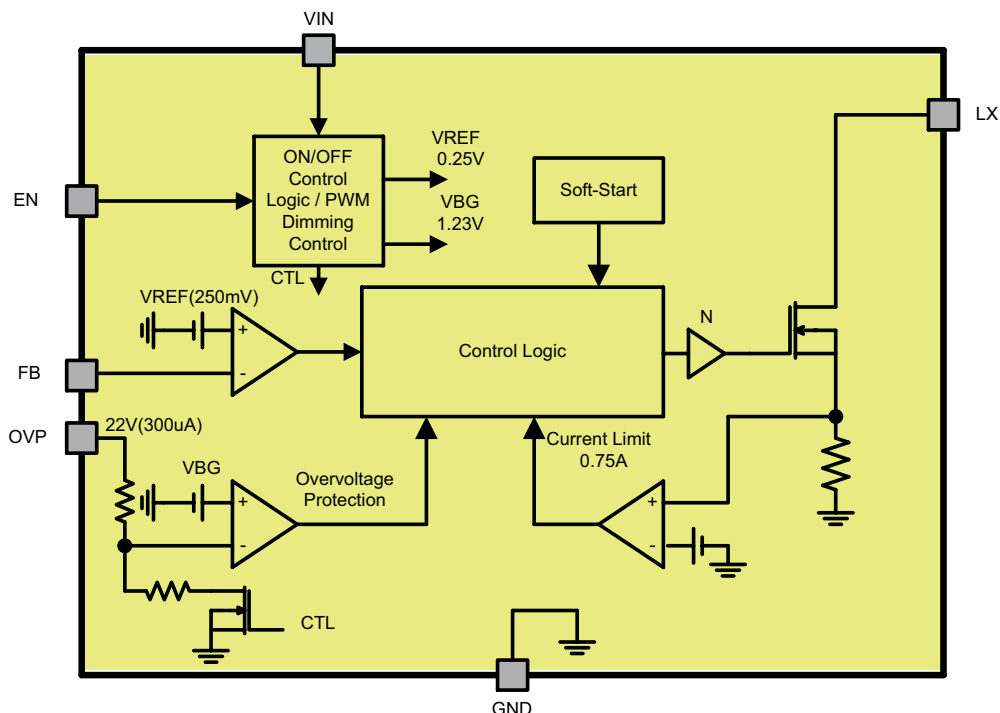 VIN
LX
EN
ON/OFF
Control
Logic / PWM
Dimming
Control
VREF
0.25V
VBG
1.23V
Soft-Start
CTL
VREF(250mV)
+
-
FB
Control Logic
N
OVP
22V(300uA)
VBG
+
-
Overvoltage
Protection
Current Limit
0.75A
+
-
CTL
GND